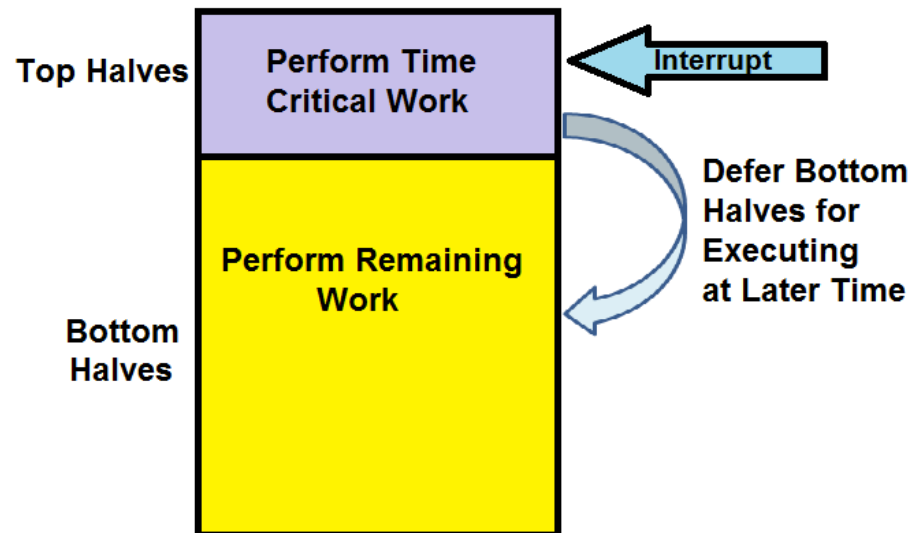 Top Halves
Perform Time
Critical Work
Interrupt
Defer Bottom
Halves for
Executing
at Later Time
Perform Remaining
Work
Bottom
Halves